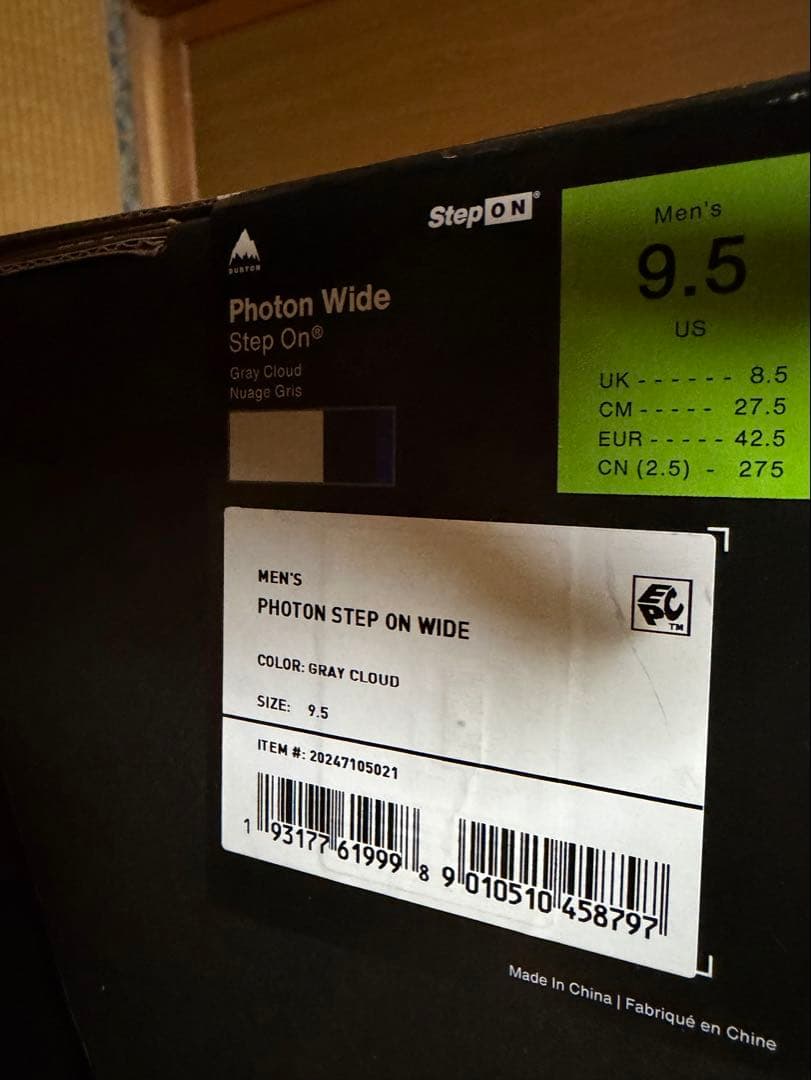 StepON®
BURTON
Photon Wide
Step On®
Gray Cloud
Nuage Gris
Men's
9.5
US
UK - - - - - - 8.5
CM - - - - - 27.5
EUR - - - - - 42.5
CN (2.5) - 275
MEN'S
PHOTON STEP ON WIDE
EPC™
COLOR: GRAY CLOUD
SIZE: 9.5
ITEM #: 20247105021
1 93177 61999 8 9 010510 458797
Made In China | Fabriqué en Chine